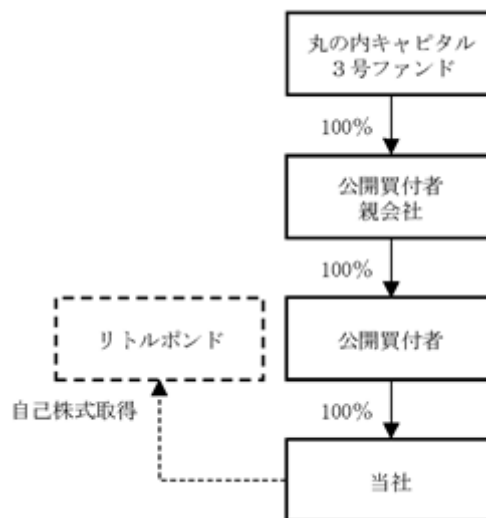 丸の内キャピタル
３号ファンド
100％
公開買付者
親会社
100％
リトルポンド
公開買付者
自己株式取得
100％
当社